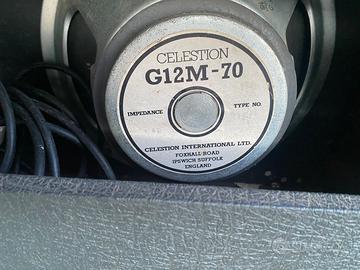 CELESTION
G12M-70
IMPEDANCE
TYPE NO.
CELESTION INTERNATIONAL LTD.
FOXHALL ROAD
IPSWICH SUFFOLK
ENGLAND